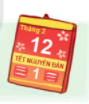 Tháng 2
12
TẾT NGUYÊN ĐÁN
1